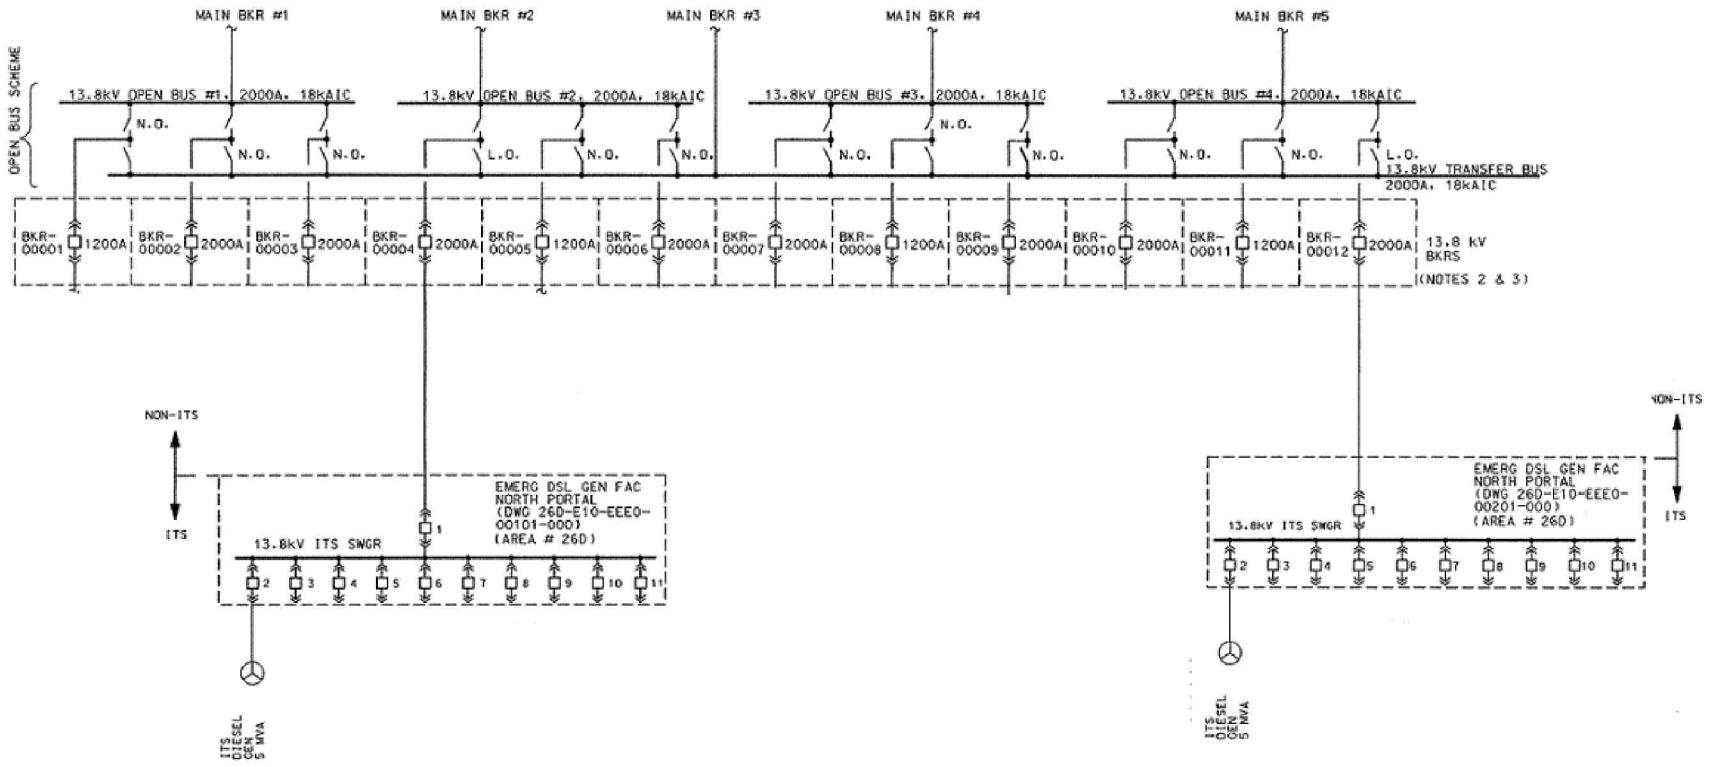 MAIN BKR #1
MAIN BKR #2
MAIN BKR #3
MAIN BKR #4
MAIN BKR #5
OPEN BUS SCHEME
13.8kV OPEN BUS #1, 2000A, 18kAIC
13.8kV OPEN BUS #2, 2000A, 18kAIC
13.8kV OPEN BUS #3, 2000A, 18kAIC
13.8kV OPEN BUS #4, 2000A, 18kAIC
N.O.
N.O.
N.O.
N.O.
L.O.
N.O.
N.O.
N.O.
N.O.
N.O.
N.O.
L.O.
13.8kV TRANSFER BUS
2000A, 18kAIC
BKR-
00001
1200A
BKR-
00002
2000A
BKR-
00003
2000A
BKR-
00004
2000A
BKR-
00005
1200A
BKR-
00006
2000A
BKR-
00007
2000A
BKR-
00008
1200A
BKR-
00009
2000A
BKR-
00010
2000A
BKR-
00011
1200A
BKR-
00012
2000A
13.8 kV
BKRS
(NOTES 2 & 3)
NON-ITS
ITS
EMERG DSL GEN FAC
NORTH PORTAL
(DWG 26D-E10-EEE0-
00101-000)
(AREA # 26D)
1
13.8kV ITS SWGR
2
3
4
5
6
7
8
9
10
11
ITS
DIESEL
GEN
5 MVA
NON-ITS
ITS
EMERG DSL GEN FAC
NORTH PORTAL
(DWG 26D-E10-EEE0-
00201-000)
(AREA # 26D)
1
13.8kV ITS SWGR
2
3
4
5
6
7
8
9
10
11
ITS
DIESEL
GEN
5 MVA